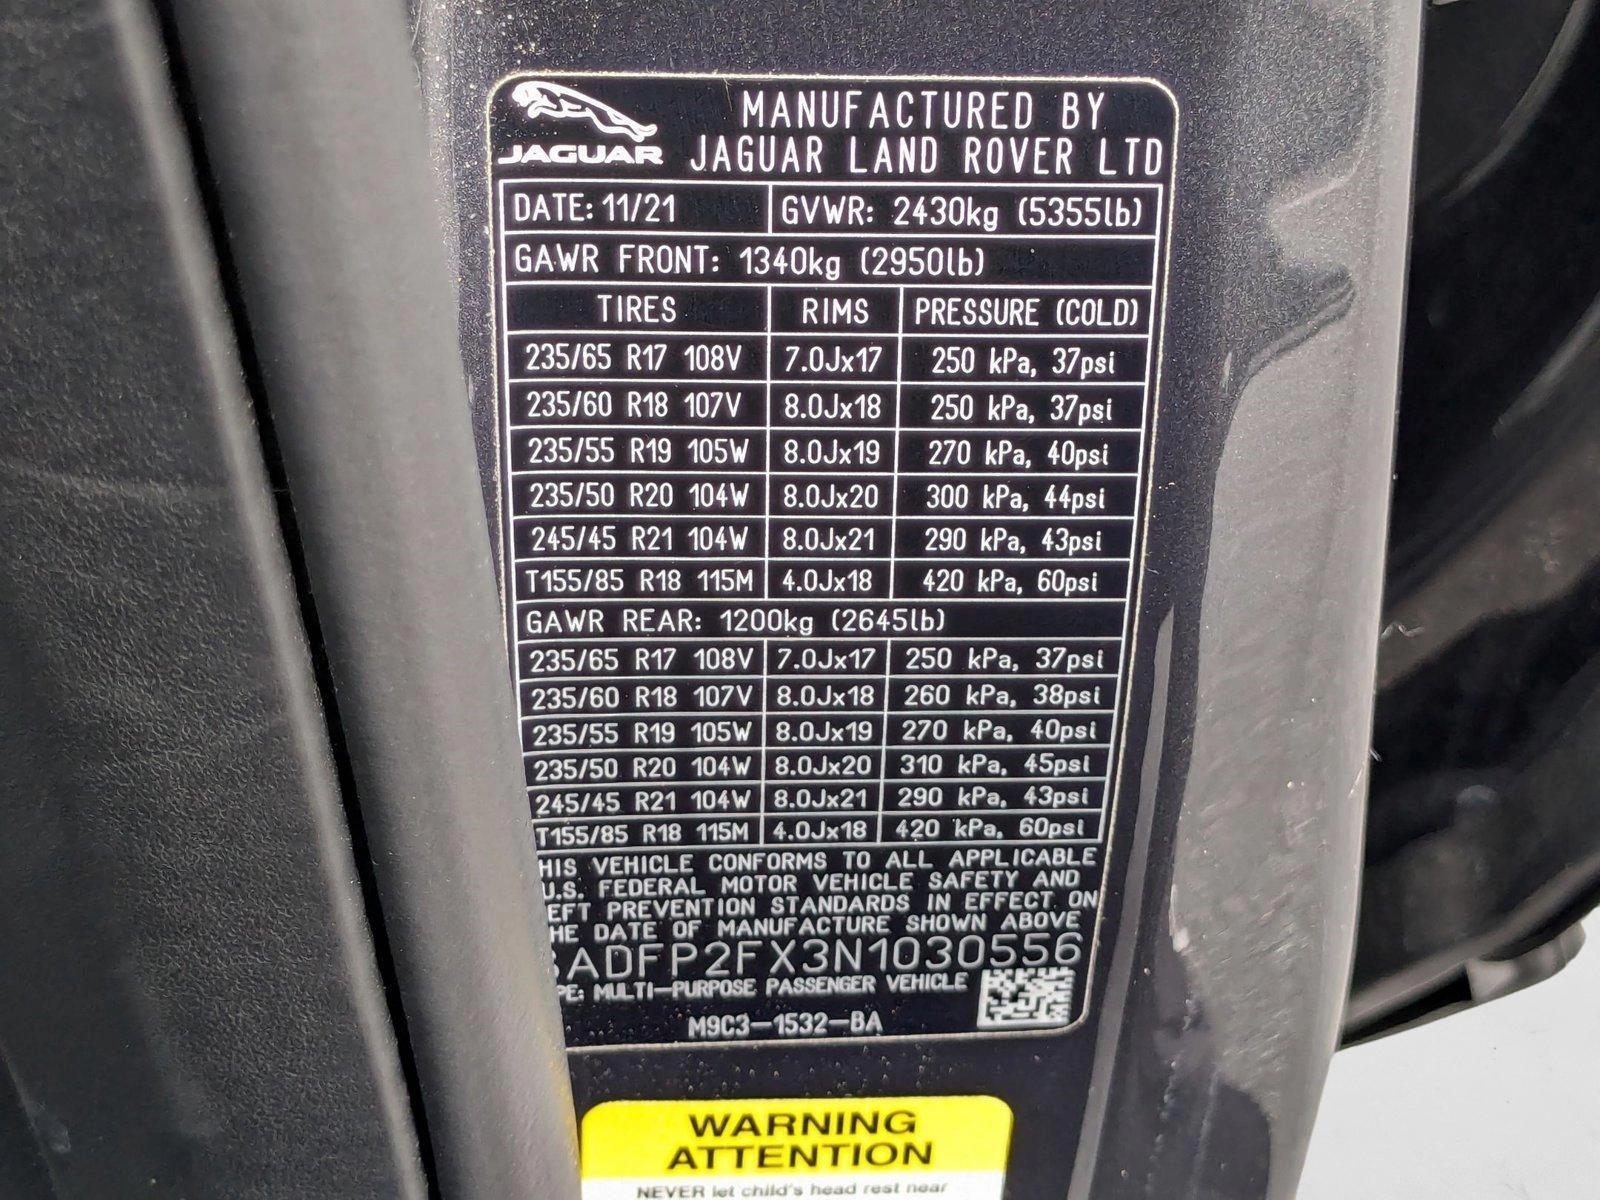 JAGUAR
MANUFACTURED BY
JAGUAR LAND ROVER LTD
DATE: 11/21 GVWR: 2430kg (5355lb)
GAWR FRONT: 1340kg (2950lb)
TIRES RIMS PRESSURE (COLD)
235/65 R17 108V 7.0Jx17 250 kPa, 37psi
235/60 R18 107V 8.0Jx18 250 kPa, 37psi
235/55 R19 105W 8.0Jx19 270 kPa, 40psi
235/50 R20 104W 8.0Jx20 300 kPa, 44psi
245/45 R21 104W 8.0Jx21 290 kPa, 43psi
T155/85 R18 115M 4.0Jx18 420 kPa, 60psi
GAWR REAR: 1200kg (2645lb)
235/65 R17 108V 7.0Jx17 250 kPa, 37psi
235/60 R18 107V 8.0Jx18 260 kPa, 38psi
235/55 R19 105W 8.0Jx19 270 kPa, 40psi
235/50 R20 104W 8.0Jx20 310 kPa, 45psi
245/45 R21 104W 8.0Jx21 290 kPa, 43psi
T155/85 R18 115M 4.0Jx18 420 kPa, 60psi
HIS VEHICLE CONFORMS TO ALL APPLICABLE
U.S. FEDERAL MOTOR VEHICLE SAFETY AND
EFT PREVENTION STANDARDS IN EFFECT ON
HE DATE OF MANUFACTURE SHOWN ABOVE
ADFP2FX3N1030556
PE: MULTI-PURPOSE PASSENGER VEHICLE
M9C3-1532-BA
WARNING
ATTENTION
NEVER let child's head rest near